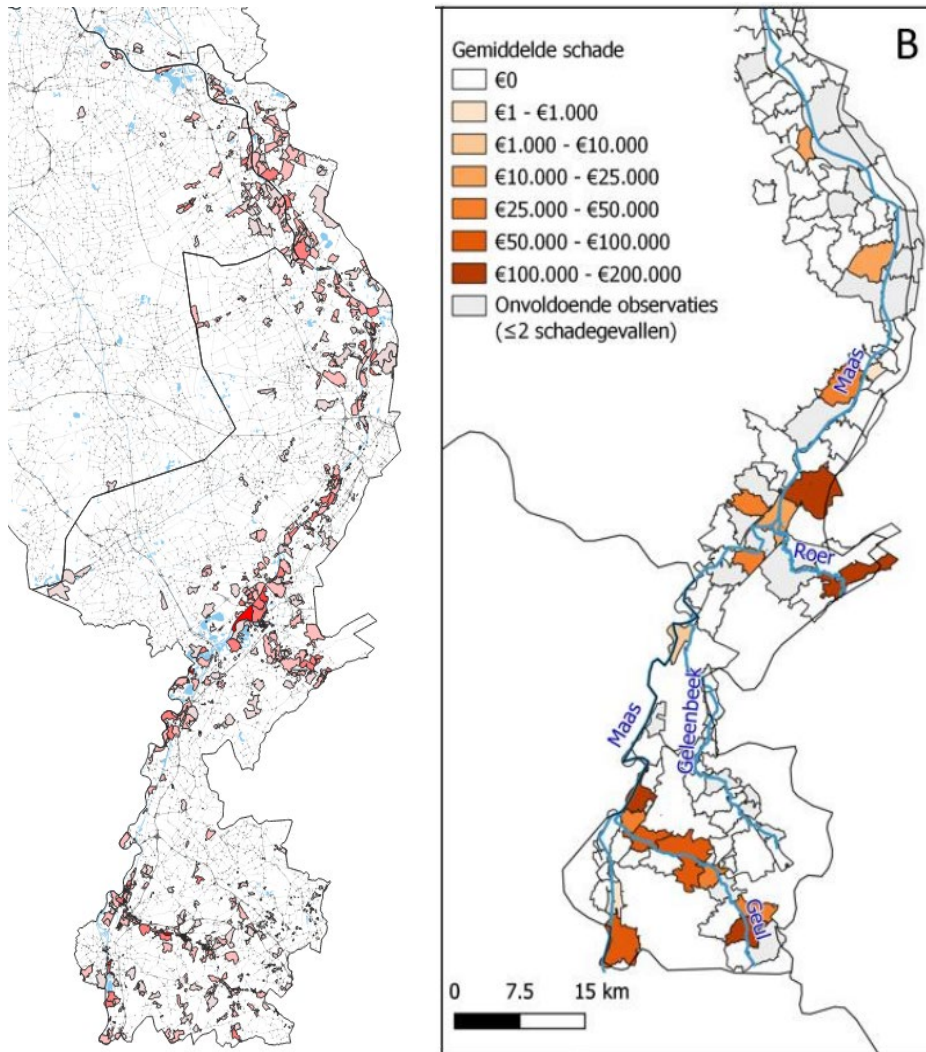 B
Gemiddelde schade
€0
€1 - €1.000
€1.000 - €10.000
€10.000 - €25.000
€25.000 - €50.000
€50.000 - €100.000
€100.000 - €200.000
Onvoldoende observaties
(≤2 schadegevallen)
Maas
Roer
Maas
Geleenbeek
Geul
0 7.5 15 km